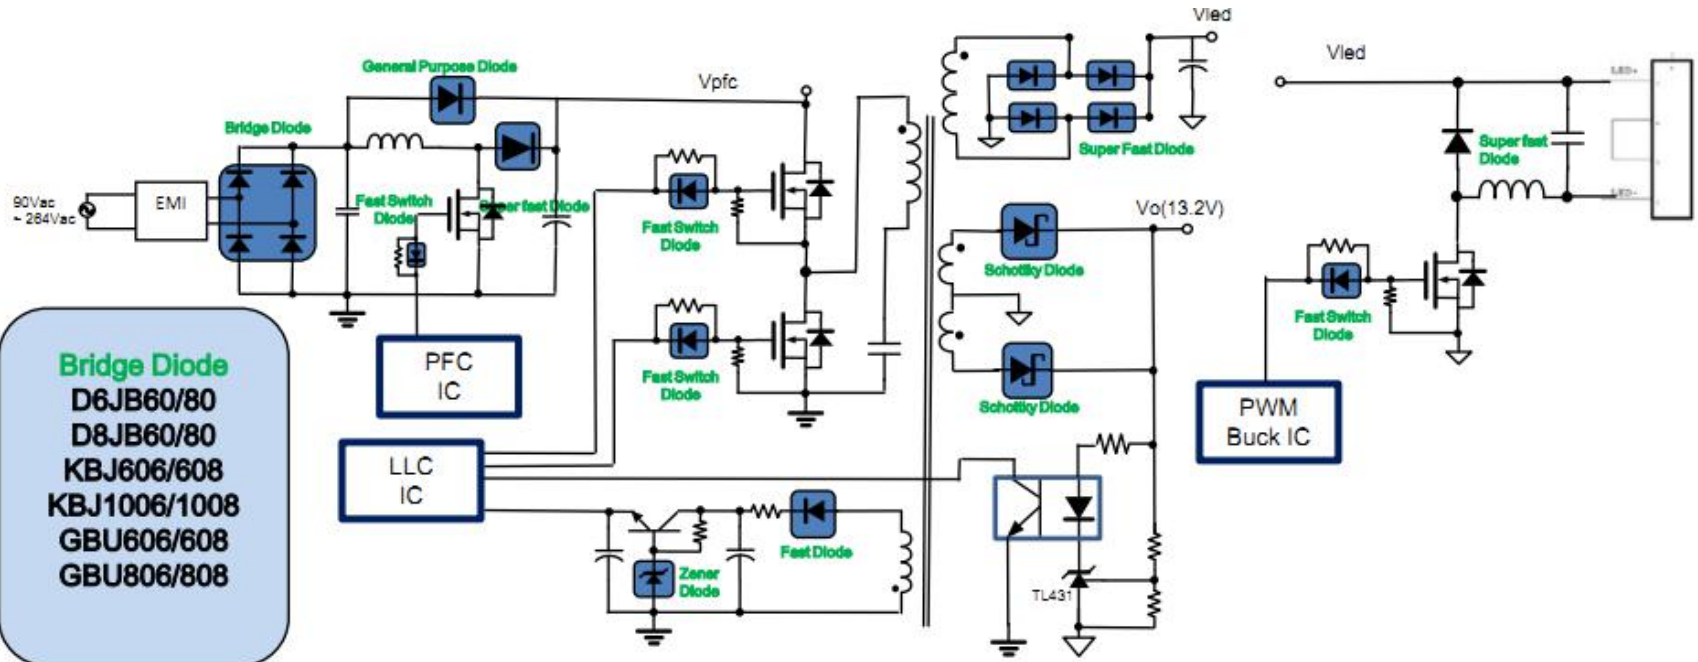 Vled
General Purpose Diode
Vpfc
Vled
LED+
Bridge Diode
Super Fast Diode
Super fast
Diode
90Vac
~ 264Vac
EMI
Fast Switch
Diode
Super fast Diode
LED-
Fast Switch
Diode
Vo(13.2V)
Schottky Diode
Fast Switch
Diode
PFC
IC
Fast Switch
Diode
Schottky Diode
PWM
Buck IC
Bridge Diode
D6JB60/80
D8JB60/80
KBJ606/608
KBJ1006/1008
GBU606/608
GBU806/808
LLC
IC
Fast Diode
Zener
Diode
TL431